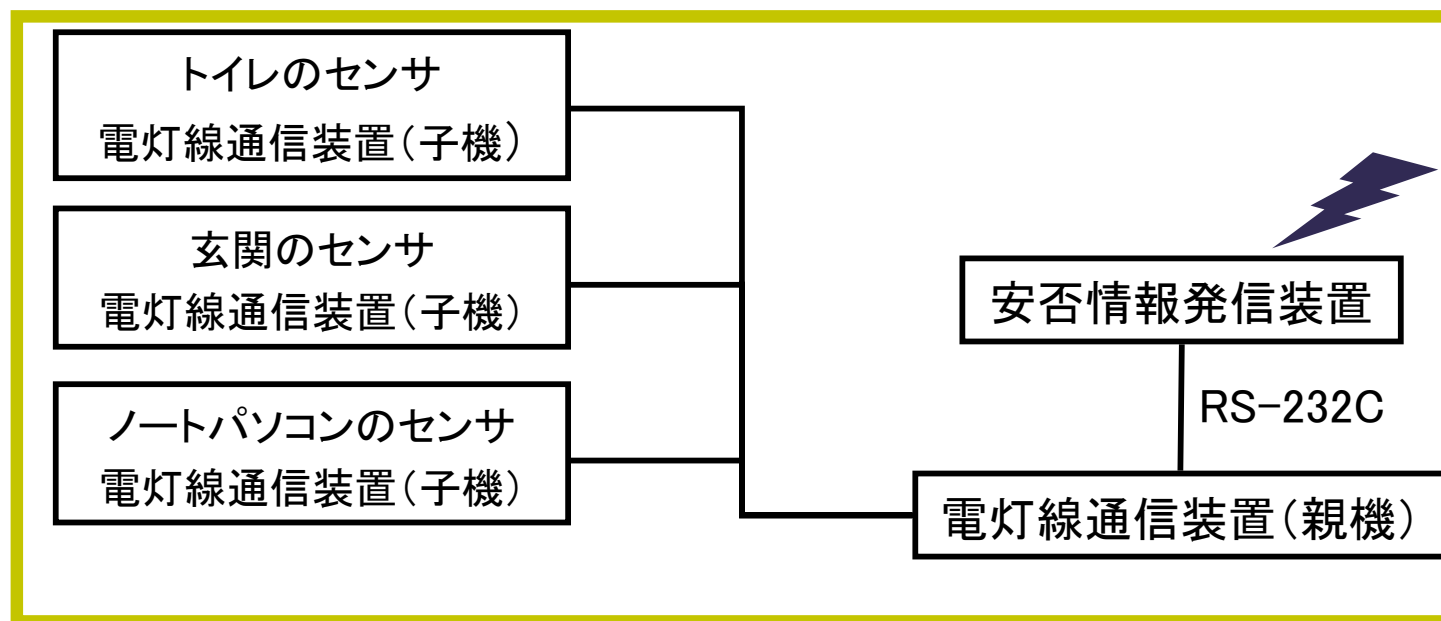 トイレのセンサ
電灯線通信装置(子機)
玄関のセンサ
電灯線通信装置(子機)
ノートパソコンのセンサ
電灯線通信装置(子機)
安否情報発信装置
RS-232C
電灯線通信装置(親機)